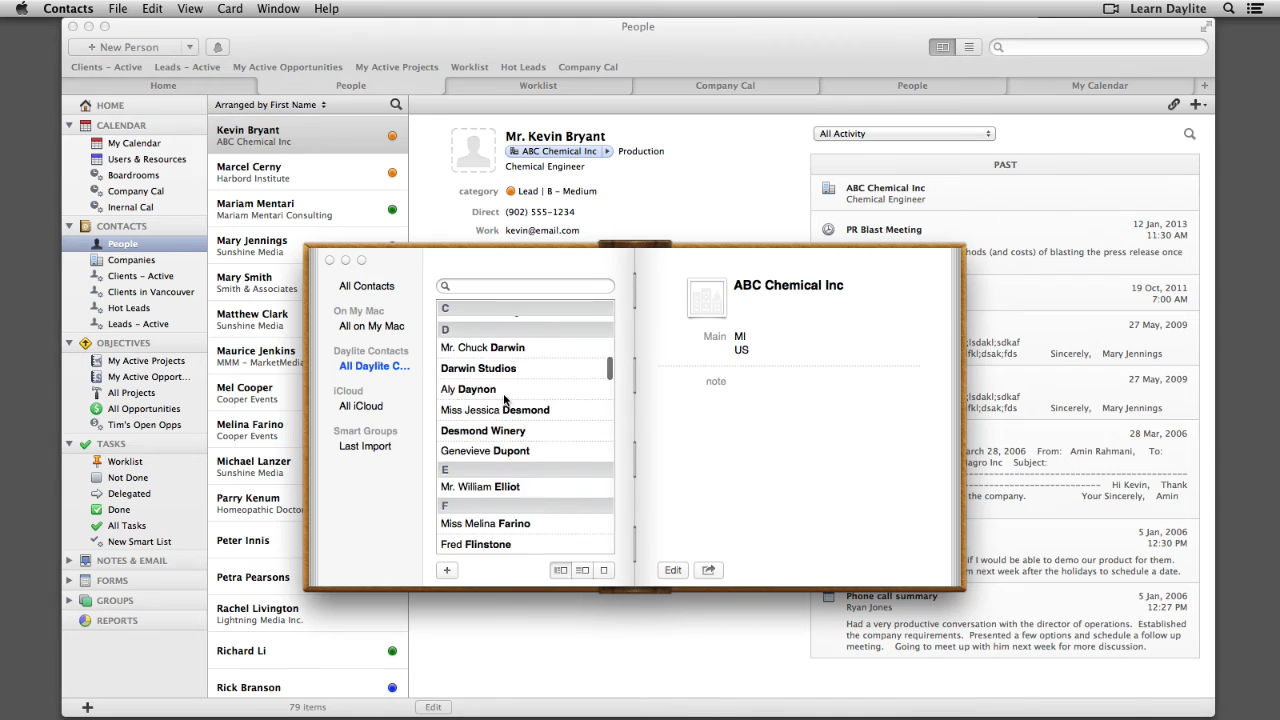 Contacts File Edit View Card Window Help Learn Daylite
People
+ New Person
Clients – Active Leads – Active My Active Opportunities My Active Projects Worklist Hot Leads Company Cal
Home People Worklist Company Cal People My Calendar
HOME
CALENDAR
My Calendar
Users & Resources
Boardrooms
Company Cal
Inernal Cal
CONTACTS
People
Companies
Clients – Active
Clients in Vancouver
Hot Leads
Leads – Active
OBJECTIVES
My Active Projects
My Active Opport...
All Projects
All Opportunities
Tim's Open Opps
TASKS
Worklist
Not Done
Delegated
Done
All Tasks
New Smart List
NOTES & EMAIL
FORMS
GROUPS
REPORTS
Arranged by First Name
Kevin Bryant
ABC Chemical Inc
Marcel Cerny
Harbord Institute
Mariam Mentari
Mariam Mentari Consulting
Mary Jennings
Sunshine Media
Mary Smith
Smith & Associates
Matthew Clark
Sunshine Media
Maurice Jenkins
MMM – MarketMedia
Mel Cooper
Cooper Events
Melina Farino
Cooper Events
Michael Lanzer
Sunshine Media
Parry Kenum
Homeopathic Doctor
Peter Innis
Petra Pearsons
Rachel Livington
Lightning Media Inc.
Richard Li
Rick Branson
79 items
Edit
Mr. Kevin Bryant
ABC Chemical Inc Production
Chemical Engineer
category Lead | B – Medium
Direct (902) 555-1234
Work kevin@email.com
All Contacts
On My Mac
All on My Mac
Daylite Contacts
All Daylite C...
iCloud
All iCloud
Smart Groups
Last Import
C
D
Mr. Chuck Darwin
Darwin Studios
Aly Daynon
Miss Jessica Desmond
Desmond Winery
Genevieve Dupont
E
Mr. William Elliot
F
Miss Melina Farino
Fred Flinstone
+
ABC Chemical Inc
Main MI
US
note
Edit
All Activity
PAST
ABC Chemical Inc
Chemical Engineer
12 Jan, 2013
PR Blast Meeting 11:30 AM
hods (and costs) of blasting the press release once
19 Oct, 2011
7:00 AM
27 May, 2009
;lsdakl;sdkaf Sincerely, Mary Jennings
kf;dsak;fds
27 May, 2009
;lsdakl;sdkaf
kf;dsak;fds Sincerely, Mary Jennings
28 Mar, 2006
arch 28, 2006 From: Amin Rahmani, To:
nagro Inc Subject:
Hi Kevin, Thank
the company. Your Sincerely, Amin
5 Jan, 2006
12:30 PM
if I would be able to demo our product for them.
m next week after the holidays to schedule a date.
Phone call summary 5 Jan, 2006
Ryan Jones 12:27 PM
Had a very productive conversation with the director of operations. Established
the company requirements. Presented a few options and schedule a follow up
meeting. Going to meet up with him next week for more discussion.